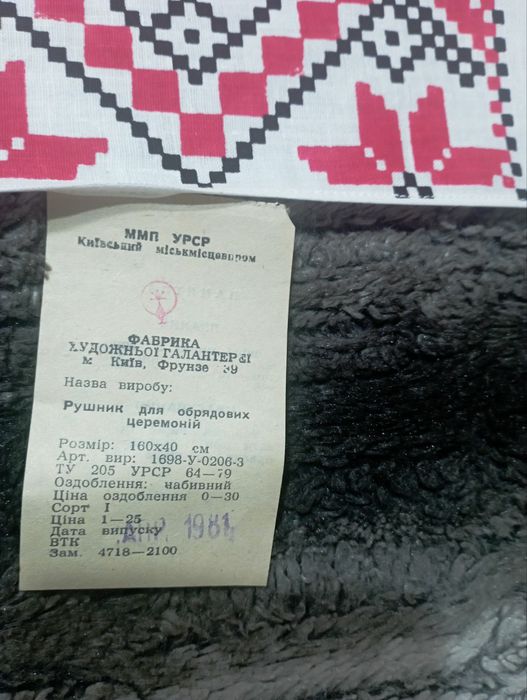 ММП УРСР
Київський міськмісцевпром
ФАБРИКА
ХУДОЖНЬОЇ ГАЛАНТЕРЕЇ
м Київ, Фрунзе 39
Назва виробу:
Рушник для обрядових
церемоній
Розмір: 160х40 см
Арт. вир: 1698-У-0206-3
ТУ 205 УРСР 64—79
Оздоблення: набивний
Ціна оздоблення 0—30
Сорт I
Ціна 1—25
Дата випуску АПР. 1981
ВТК
Зам. 4718—2100